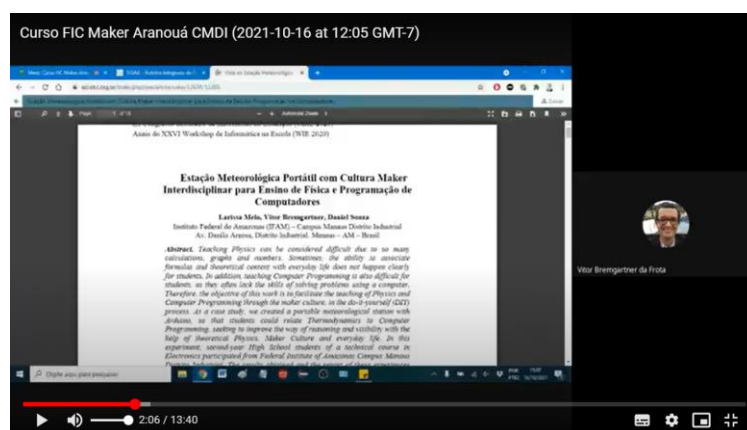 Curso FIC Maker Aranouá CMDI (2021-10-16 at 12:05 GMT-7)
Anais do XXVI Workshop de Informática na Escola (WIE 2020)
Estação Meteorológica Portátil com Cultura Maker
Interdisciplinar para Ensino de Física e Programação de
Computadores
Larissa Melo, Vitor Bremgartner, Daniel Souza
Instituto Federal do Amazonas (IFAM) – Campus Manaus Distrito Industrial
Av. Danilo Areosa, Distrito Industrial. Manaus – AM – Brasil
Abstract. Teaching Physics can be considered difficult due to so many
calculations, graphs and numbers. Sometimes, the ability to associate
formulas and theoretical content with everyday life does not happen clearly
for students. In addition, teaching Computer Programming is also difficult for
students, as they often lack the skills of solving problems using a computer.
Therefore, the objective of this work is to facilitate the teaching of Physics and
Computer Programming through the maker culture, in the do-it-yourself (DIY)
process. As a case study, we created a portable meteorological station with
Arduino, so that students could relate Thermodynamics to Computer
Programming, seeking to improve the way of reasoning and visibility with the
help of theoretical Physics, Maker Culture and everyday life. In this
experiment, second-year High School students of a technical course in
Electronics participated from Federal Institute of Amazonas Campus Manaus
Vitor Bremgartner da Frota
Digite aqui para pesquisar
2:06 / 13:40